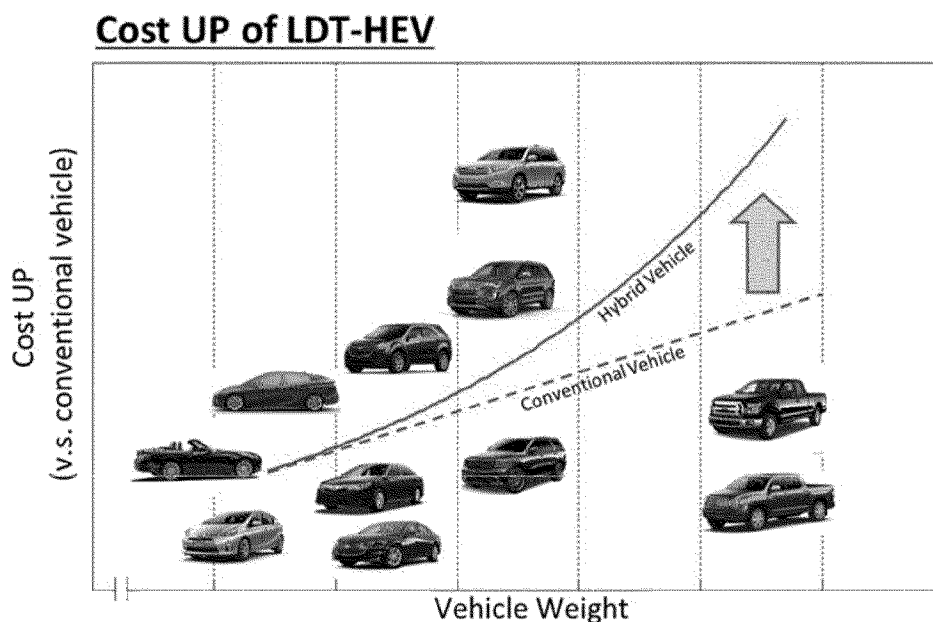 Cost UP of LDT-HEV
Cost UP
(v.s. conventional vehicle)
Hybrid Vehicle
Conventional Vehicle
Vehicle Weight